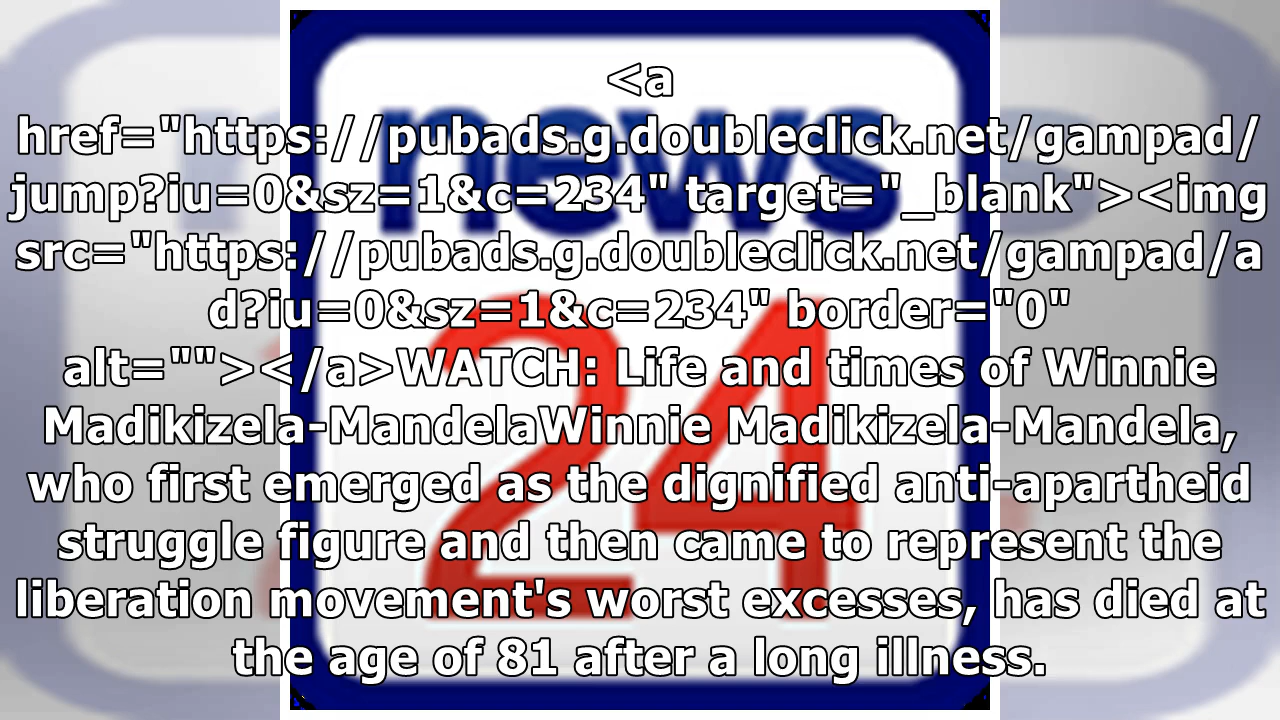 <a
href="https://pubads.g.doubleclick.net/gampad/
jump?iu=0&sz=1&c=234" target="_blank"><img
src="https://pubads.g.doubleclick.net/gampad/a
d?iu=0&sz=1&c=234" border="0"
alt=""></a>WATCH: Life and times of Winnie
Madikizela-MandelaWinnie Madikizela-Mandela,
who first emerged as the dignified anti-apartheid
struggle figure and then came to represent the
liberation movement's worst excesses, has died at
the age of 81 after a long illness.
news
24